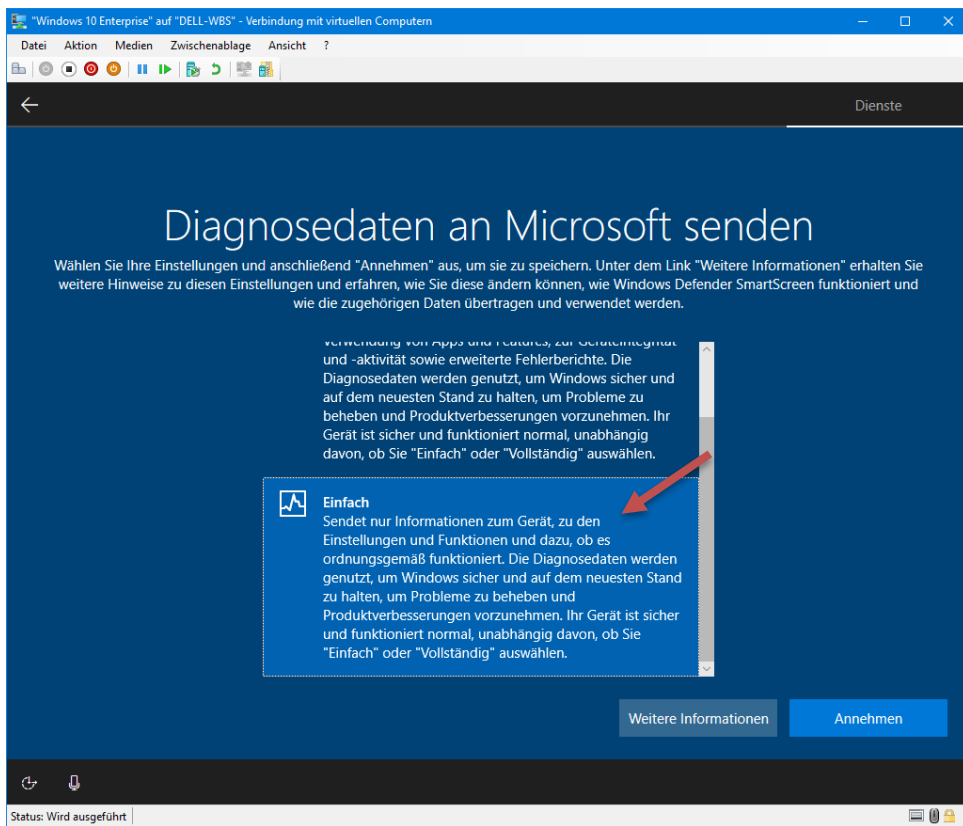 "Windows 10 Enterprise" auf "DELL-WBS" - Verbindung mit virtuellen Computern
Datei Aktion Medien Zwischenablage Ansicht ?
Dienste
Diagnosedaten an Microsoft senden
Wählen Sie Ihre Einstellungen und anschließend "Annehmen" aus, um sie zu speichern. Unter dem Link "Weitere Informationen" erhalten Sie
weitere Hinweise zu diesen Einstellungen und erfahren, wie Sie diese ändern können, wie Windows Defender SmartScreen funktioniert und
wie die zugehörigen Daten übertragen und verwendet werden.
Verwendung von Apps und Features, zur Geräteintegrität
und -aktivität sowie erweiterte Fehlerberichte. Die
Diagnosedaten werden genutzt, um Windows sicher und
auf dem neuesten Stand zu halten, um Probleme zu
beheben und Produktverbesserungen vorzunehmen. Ihr
Gerät ist sicher und funktioniert normal, unabhängig
davon, ob Sie "Einfach" oder "Vollständig" auswählen.
Einfach
Sendet nur Informationen zum Gerät, zu den
Einstellungen und Funktionen und dazu, ob es
ordnungsgemäß funktioniert. Die Diagnosedaten werden
genutzt, um Windows sicher und auf dem neuesten Stand
zu halten, um Probleme zu beheben und
Produktverbesserungen vorzunehmen. Ihr Gerät ist sicher
und funktioniert normal, unabhängig davon, ob Sie
"Einfach" oder "Vollständig" auswählen.
Weitere Informationen
Annehmen
Status: Wird ausgeführt